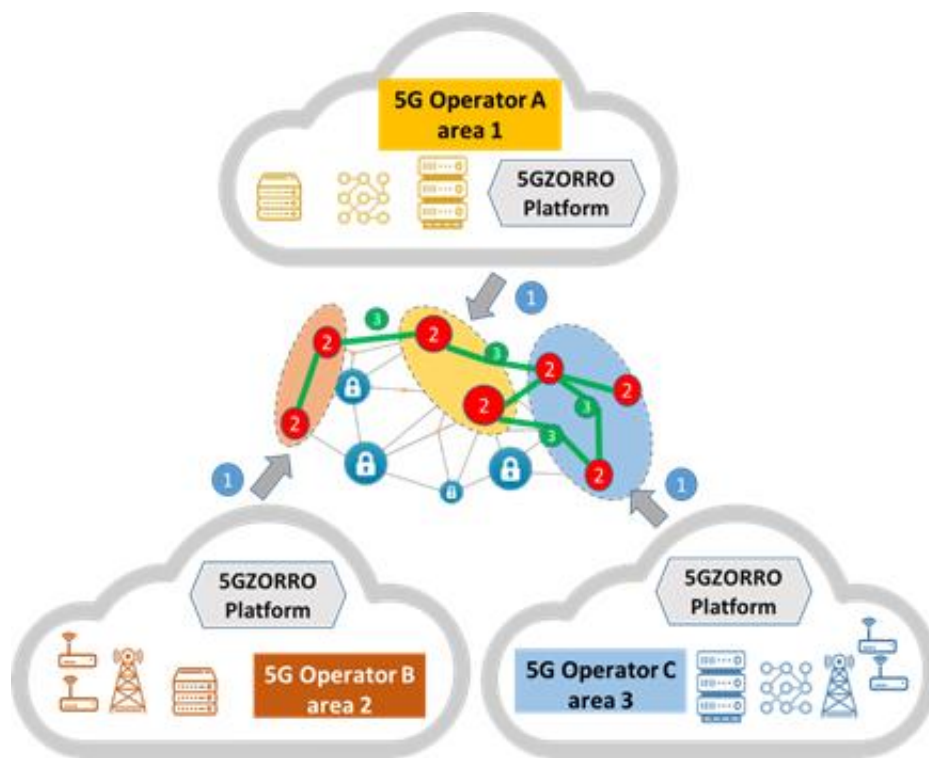 5G Operator A
area 1
5GZORRO
Platform
1
3
2
2
3
2
2
3
2
2
3
2
1
1
5GZORRO
Platform
5G Operator B
area 2
5GZORRO
Platform
5G Operator C
area 3